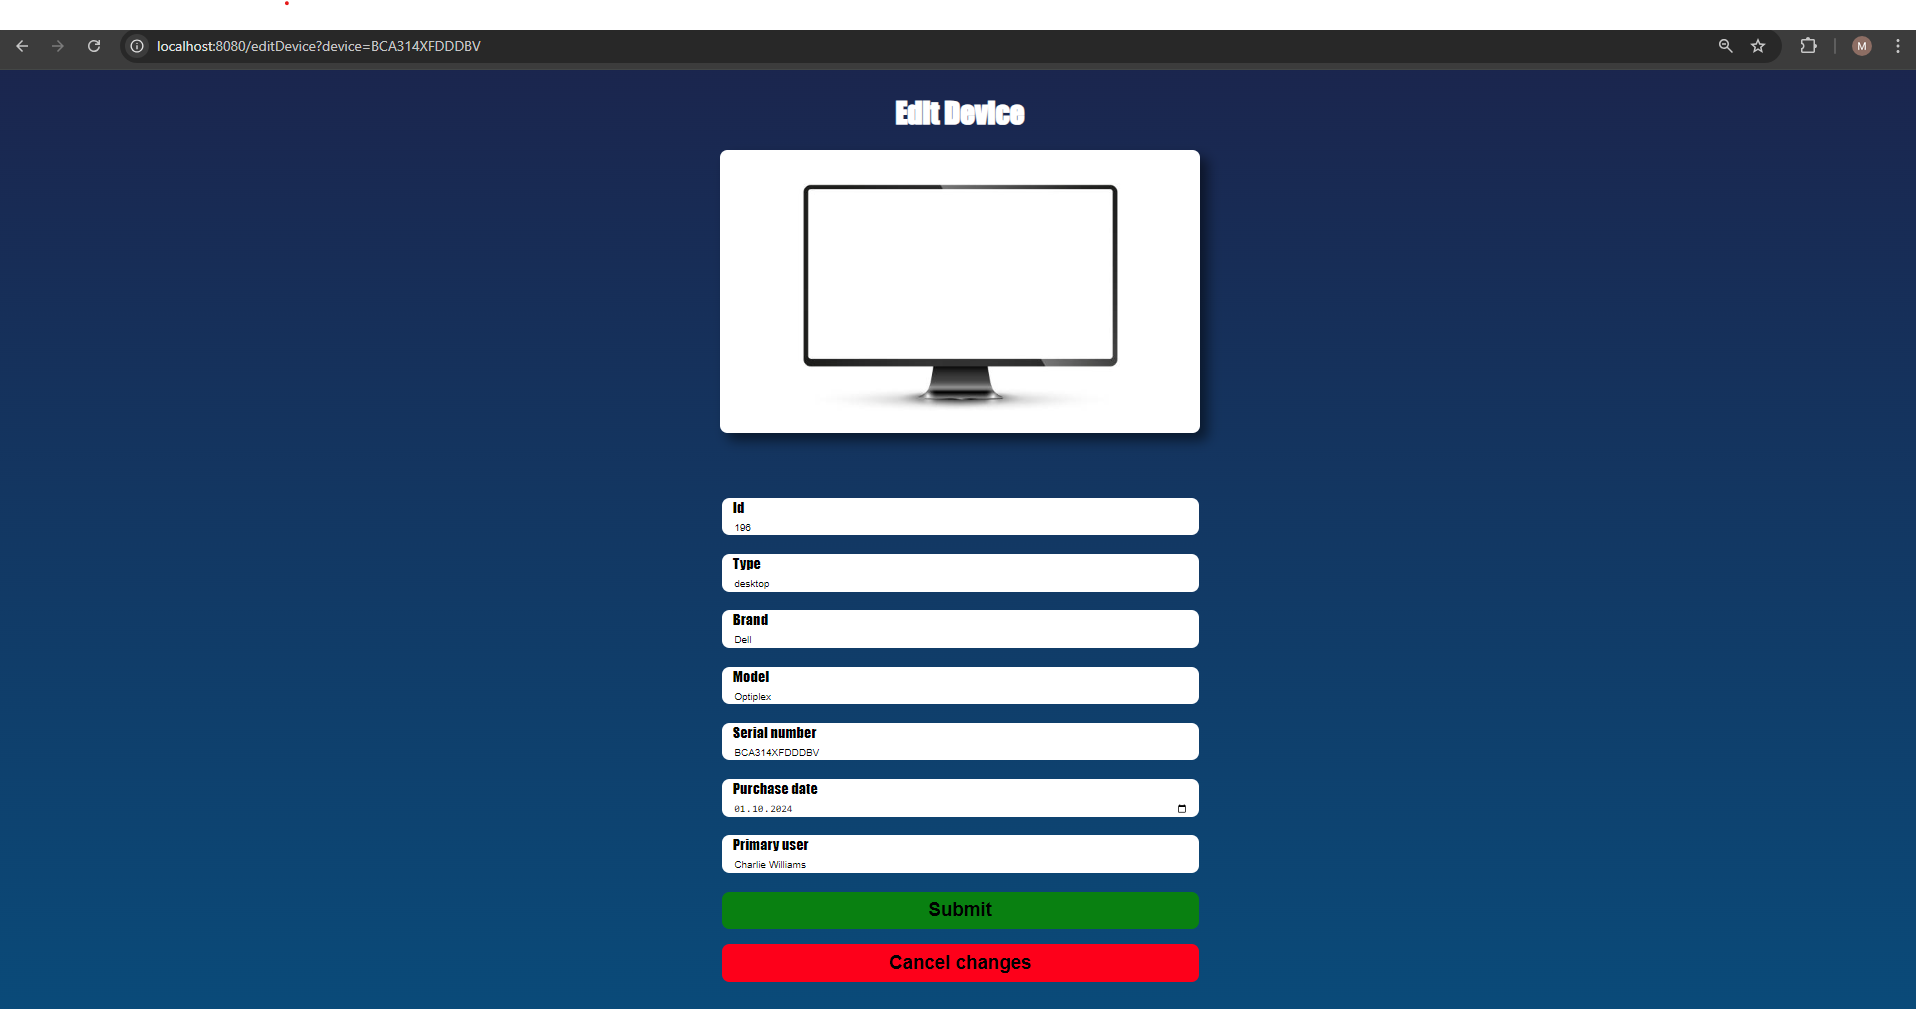 localhost:8080/editDevice?device=BCA314XFDDDBV
M
Edit Device
Id
196
Type
desktop
Brand
Dell
Model
Optiplex
Serial number
BCA314XFDDDBV
Purchase date
01.10.2024
Primary user
Charlie Williams
Submit
Cancel changes